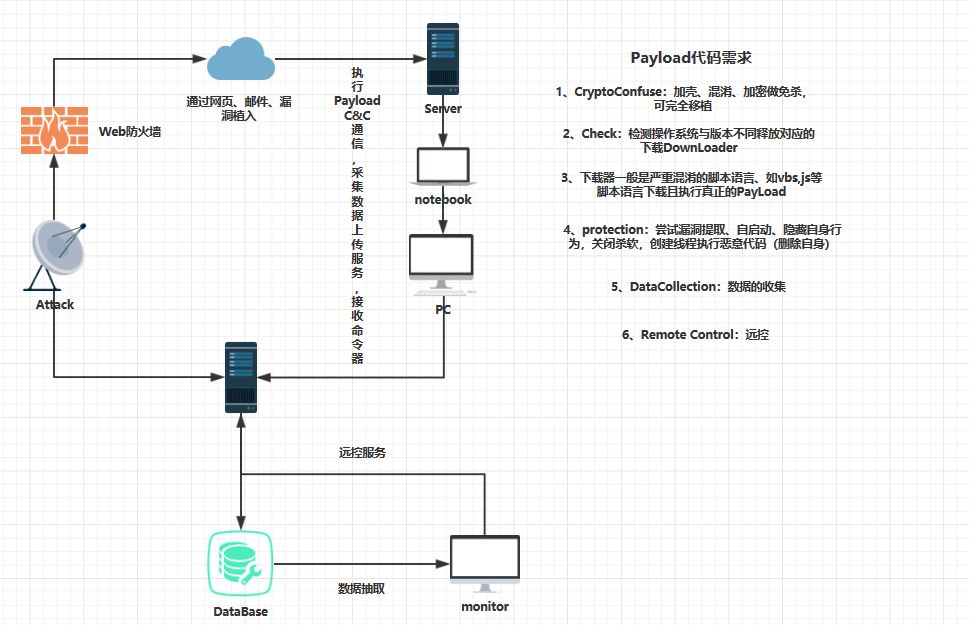 Payload代码需求
1、CryptoConfuse：加壳、混淆、加密做免杀，
可完全移植
2、Check：检测操作系统与版本不同释放对应的
下载DownLoader
3、下载器一般是严重混淆的脚本语言、如vbs,js等
脚本语言下载且执行真正的PayLoad
4、protection：尝试漏洞提取、自启动、隐藏自身行
为，关闭杀软，创建线程执行恶意代码（删除自身）
5、DataCollection：数据的收集
6、Remote Control：远控
Web防火墙
通过网页、邮件、漏
洞植入
执
行
Payload
C&C
通
信
，
采
集
数
据
上
传
服
务
，
接
收
命
令
器
Server
notebook
PC
Attack
远控服务
数据抽取
DataBase
monitor